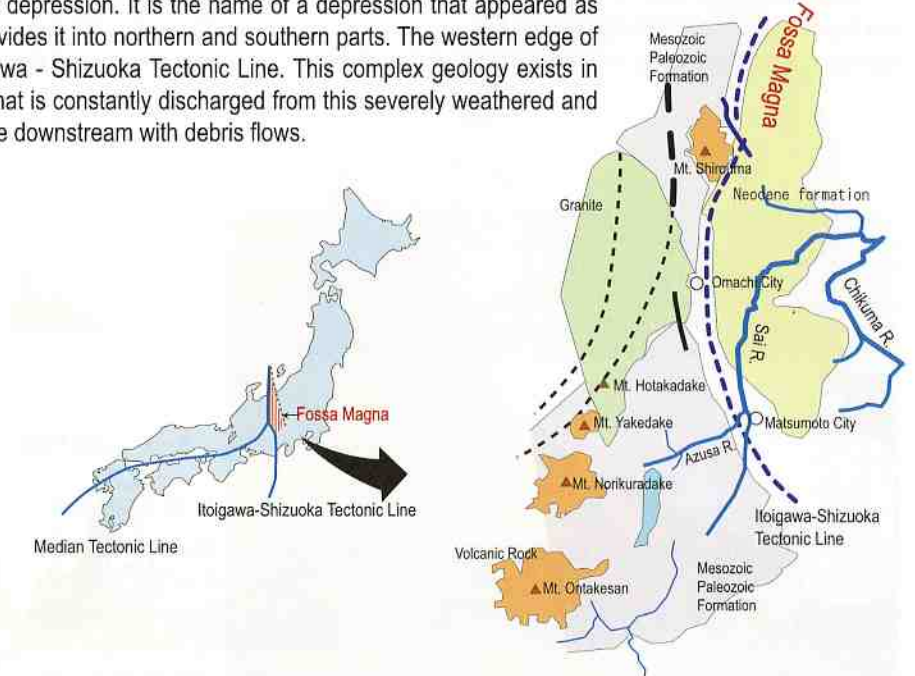 depression. It is the name of a depression that appeared as
vides it into northern and southern parts. The western edge of
wa - Shizuoka Tectonic Line. This complex geology exists in
hat is constantly discharged from this severely weathered and
e downstream with debris flows.
Fossa Magna
Itoigawa-Shizuoka Tectonic Line
Median Tectonic Line
Mesozoic
Paleozoic
Formation
Fossa Magna
Mt. Shirouma
Neocene formation
Granite
Omachi City
Chikuma R.
Sai R.
Mt. Hotakadake
Mt. Yakedake
Matsumoto City
Azusa R.
Mt. Norikuradake
Itoigawa-Shizuoka
Tectonic Line
Volcanic Rock
Mt. Ontakesan
Mesozoic
Paleozoic
Formation